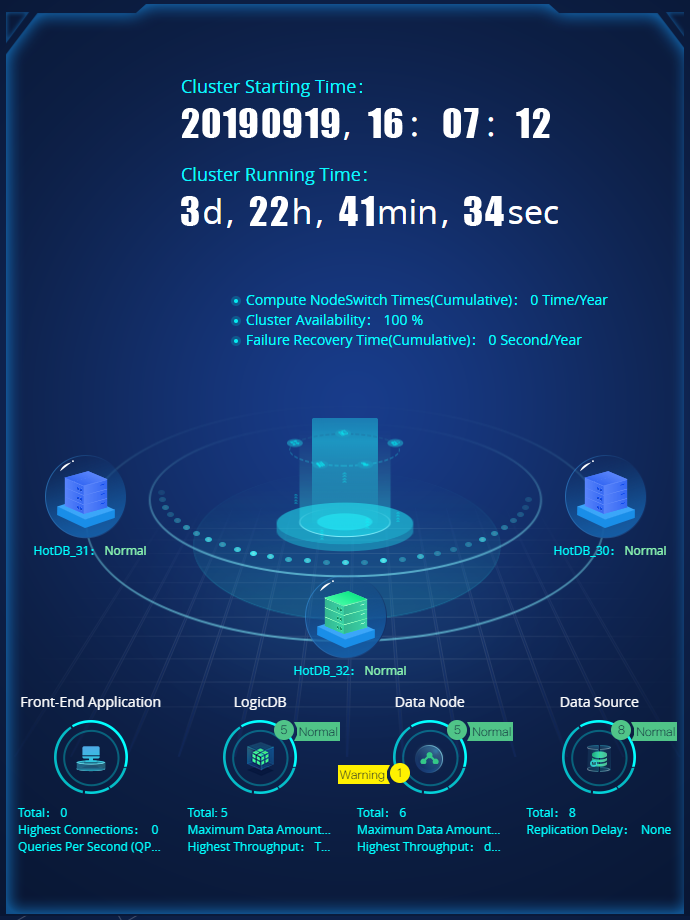 Cluster Starting Time:
20190919, 16: 07: 12
Cluster Running Time:
3d, 22h, 41min, 34sec
Compute NodeSwitch Times(Cumulative): 0 Time/Year
Cluster Availability: 100 %
Failure Recovery Time(Cumulative): 0 Second/Year
HotDB_31: Normal
HotDB_30: Normal
HotDB_32: Normal
Front-End Application
LogicDB
Data Node
Data Source
5 Normal
5 Normal
8 Normal
Warning 1
Total: 0
Highest Connections: 0
Queries Per Second (QP...
Total: 5
Maximum Data Amount...
Highest Throughput: T...
Total: 6
Maximum Data Amount...
Highest Throughput: d...
Total: 8
Replication Delay: None